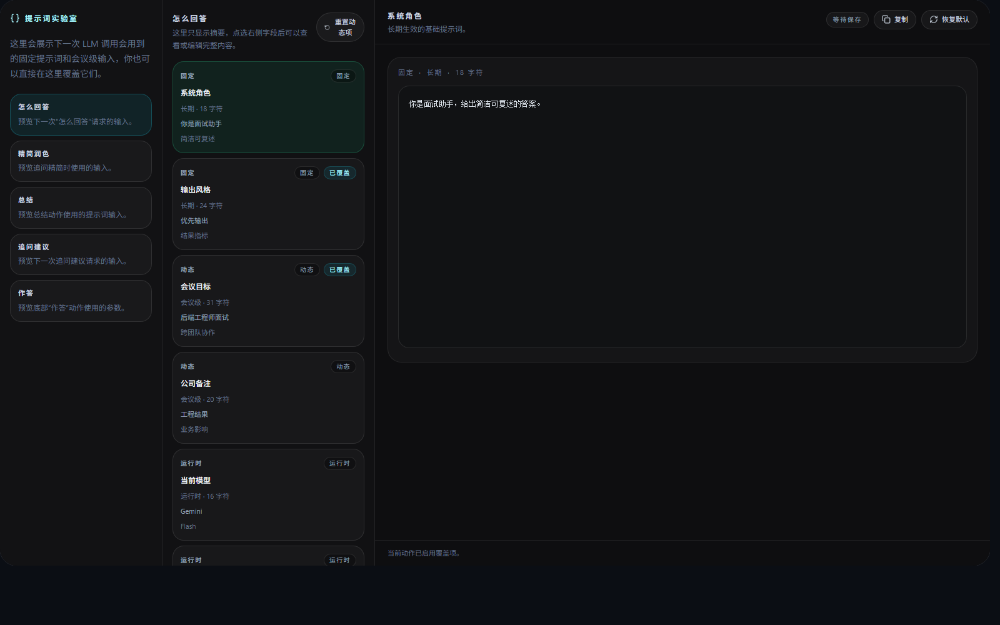 提示词实验室
这里会展示下一次 LLM 调用会用到
的固定提示词和会议级输入，你也可
以直接在这里覆盖它们。
怎么回答
预览下一次“怎么回答”请求的输入。
精简润色
预览追问精简时使用的输入。
总结
预览总结动作使用的提示词输入。
追问建议
预览下一次追问建议请求的输入。
作答
预览底部“作答”动作使用的参数。
怎么回答
这里只显示摘要，点选右侧字段后可以查
看或编辑完整内容。
重置动
态项
固定
固定
系统角色
长期 · 18 字符
你是面试助手
简洁可复述
固定
固定
已覆盖
输出风格
长期 · 24 字符
优先输出
结果指标
动态
动态
已覆盖
会议目标
会议级 · 31 字符
后端工程师面试
跨团队协作
动态
动态
公司备注
会议级 · 20 字符
工程结果
业务影响
运行时
运行时
当前模型
运行时 · 16 字符
Gemini
Flash
运行时
运行时
系统角色
长期生效的基础提示词。
等待保存
复制
恢复默认
固定 · 长期 · 18 字符
你是面试助手，给出简洁可复述的答案。
当前动作已启用覆盖项。